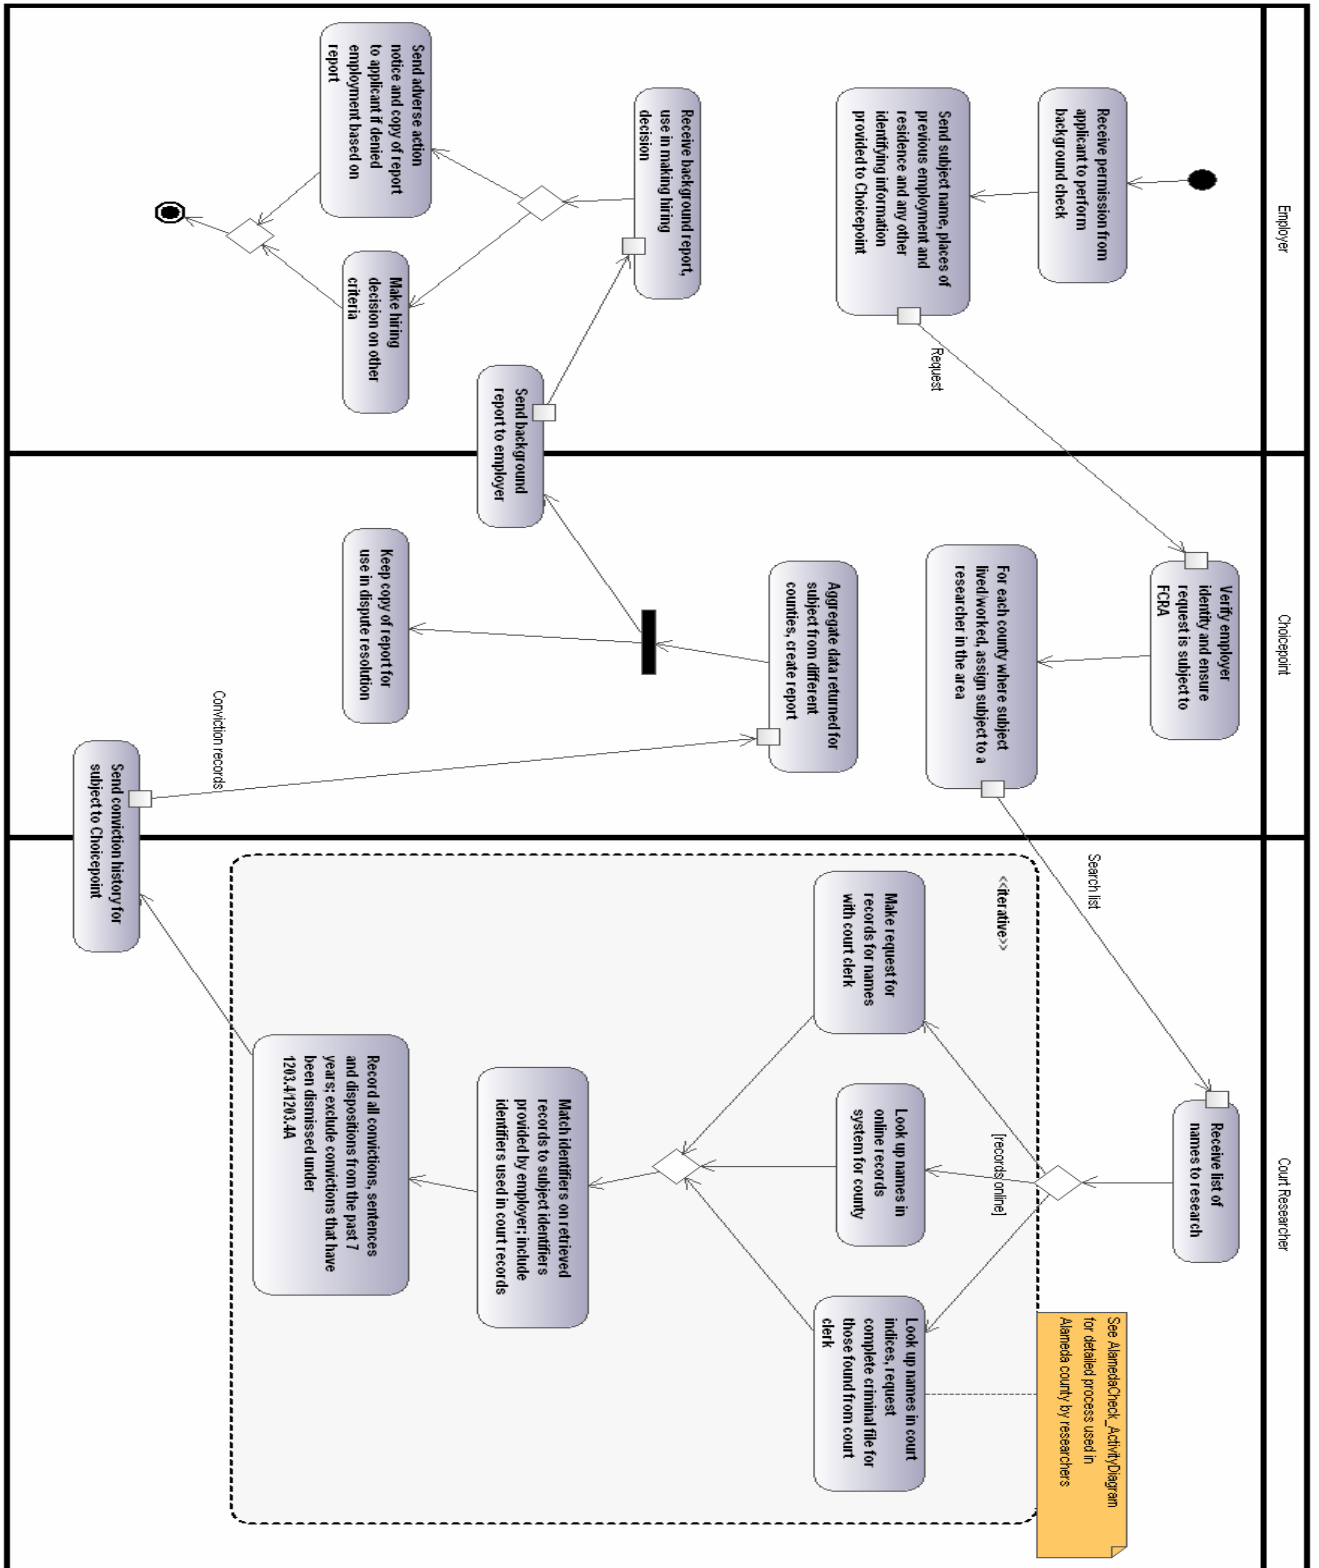 Employer
Choicepoint
Court Researcher
Receive permission from
applicant to perform
background check
Send subject name, places of
previous employment and
residence and any other
identifying information
provided to Choicepoint
Request
Verify employer
identity and ensure
request is subject to
FCRA
For each county where subject
lived/worked, assign subject to a
researcher in the area
Search list
Receive list of
names to research
See AlamedaCheck_ActivityDiagram
for detailed process used in
Alameda county by researchers
<<iterative>>
[records online]
Make request for
records for names
with court clerk
Look up names in
online records
system for county
Look up names in court
indices, request
complete criminal file for
those found from court
clerk
Match identifiers on retrieved
records to subject identifiers
provided by employer; include
identifiers used in court records
Record all convictions, sentences
and dispositions from the past 7
years; exclude convictions that have
been dismissed under
1203.4/1203.4A
Send conviction history for
subject to Choicepoint
Conviction records
Aggregate data returned for
subject from different
counties, create report
Keep copy of report for
use in dispute resolution
Send background
report to employer
Receive background report,
use in making hiring
decision
Send adverse action
notice and copy of report
to applicant if denied
employment based on
report
Make hiring
decision on other
criteria